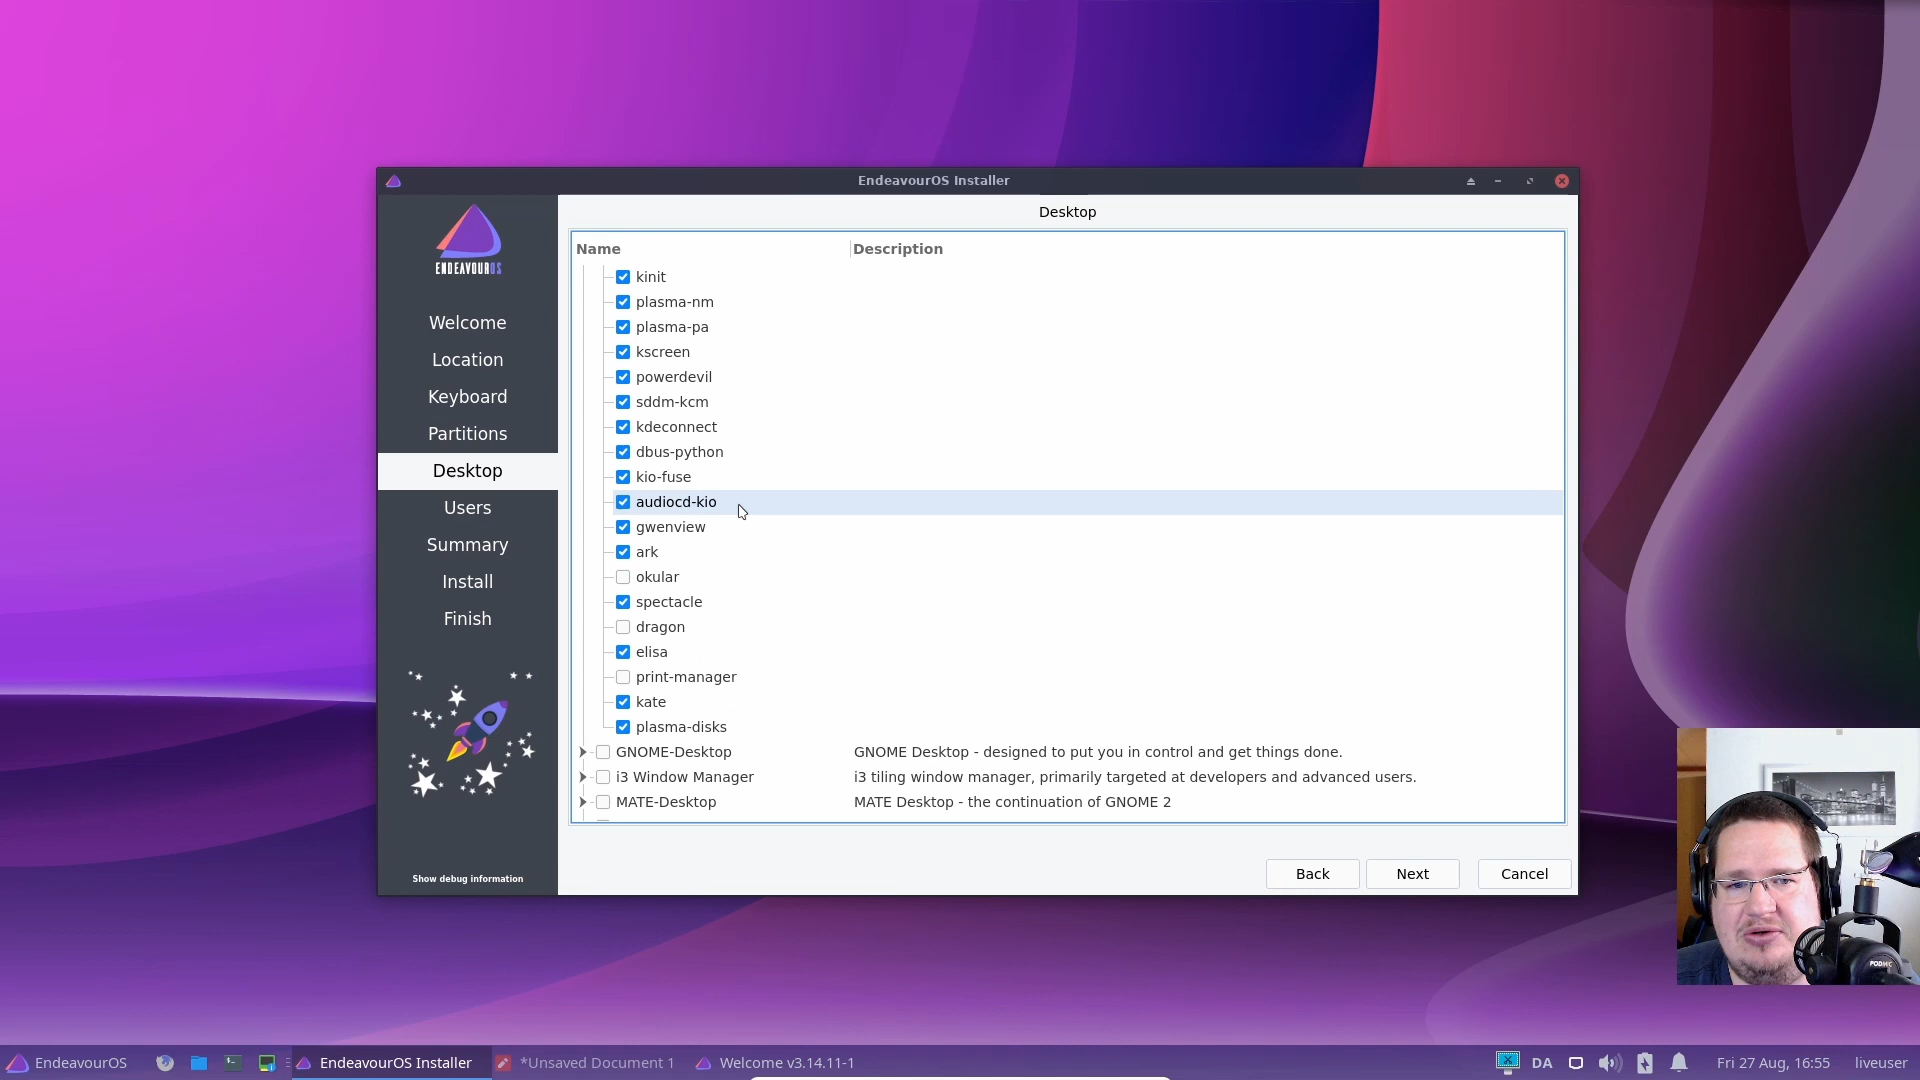 EndeavourOS Installer
ENDEAVOUROS
Welcome
Location
Keyboard
Partitions
Desktop
Users
Summary
Install
Finish
Show debug information
Desktop
Name Description
kinit
plasma-nm
plasma-pa
kscreen
powerdevil
sddm-kcm
kdeconnect
dbus-python
kio-fuse
audiocd-kio
gwenview
ark
okular
spectacle
dragon
elisa
print-manager
kate
plasma-disks
GNOME-Desktop GNOME Desktop - designed to put you in control and get things done.
i3 Window Manager i3 tiling window manager, primarily targeted at developers and advanced users.
MATE-Desktop MATE Desktop - the continuation of GNOME 2
Back Next Cancel
PODMIC
EndeavourOS EndeavourOS Installer *Unsaved Document 1 Welcome v3.14.11-1 DA Fri 27 Aug, 16:55 liveuser